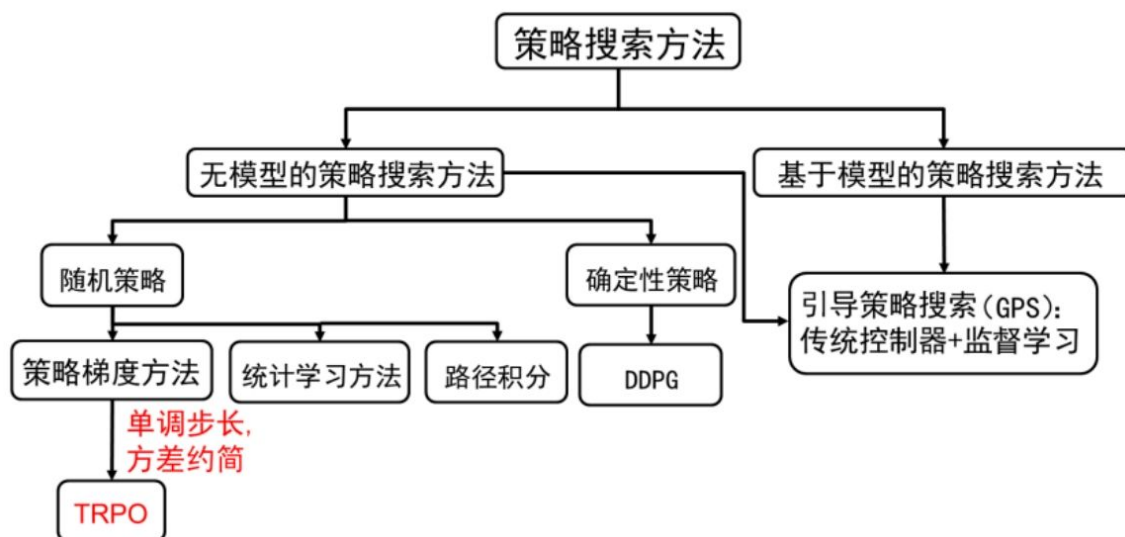 策略搜索方法
无模型的策略搜索方法
基于模型的策略搜索方法
随机策略
确定性策略
引导策略搜索(GPS):
传统控制器+监督学习
策略梯度方法
统计学习方法
路径积分
DDPG
单调步长,
方差约简
TRPO